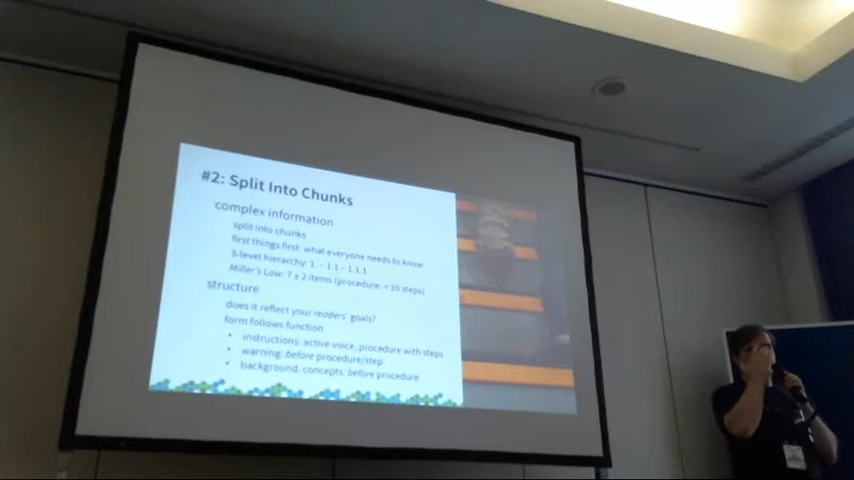 #2: Split Into Chunks
complex information
split into chunks
first things first: what everyone needs to know
3-level hierarchy: 1. - 1.1 - 1.1.1
Miller's Law: 7 ± 2 items (procedure: < 10 steps)
structure
does it reflect your readers' goals?
form follows function
• instructions: active voice, procedure with steps
• warning: before procedure/step
• background, concepts: before procedure